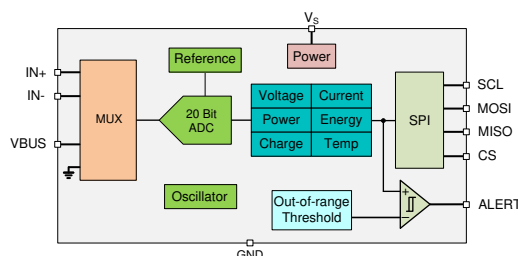 VS
IN+
IN-
VBUS
MUX
Reference
20 Bit
ADC
Oscillator
Power
Voltage Current
Power Energy
Charge Temp
Out-of-range
Threshold
+
−
SPI
SCL
MOSI
MISO
CS
ALERT
GND